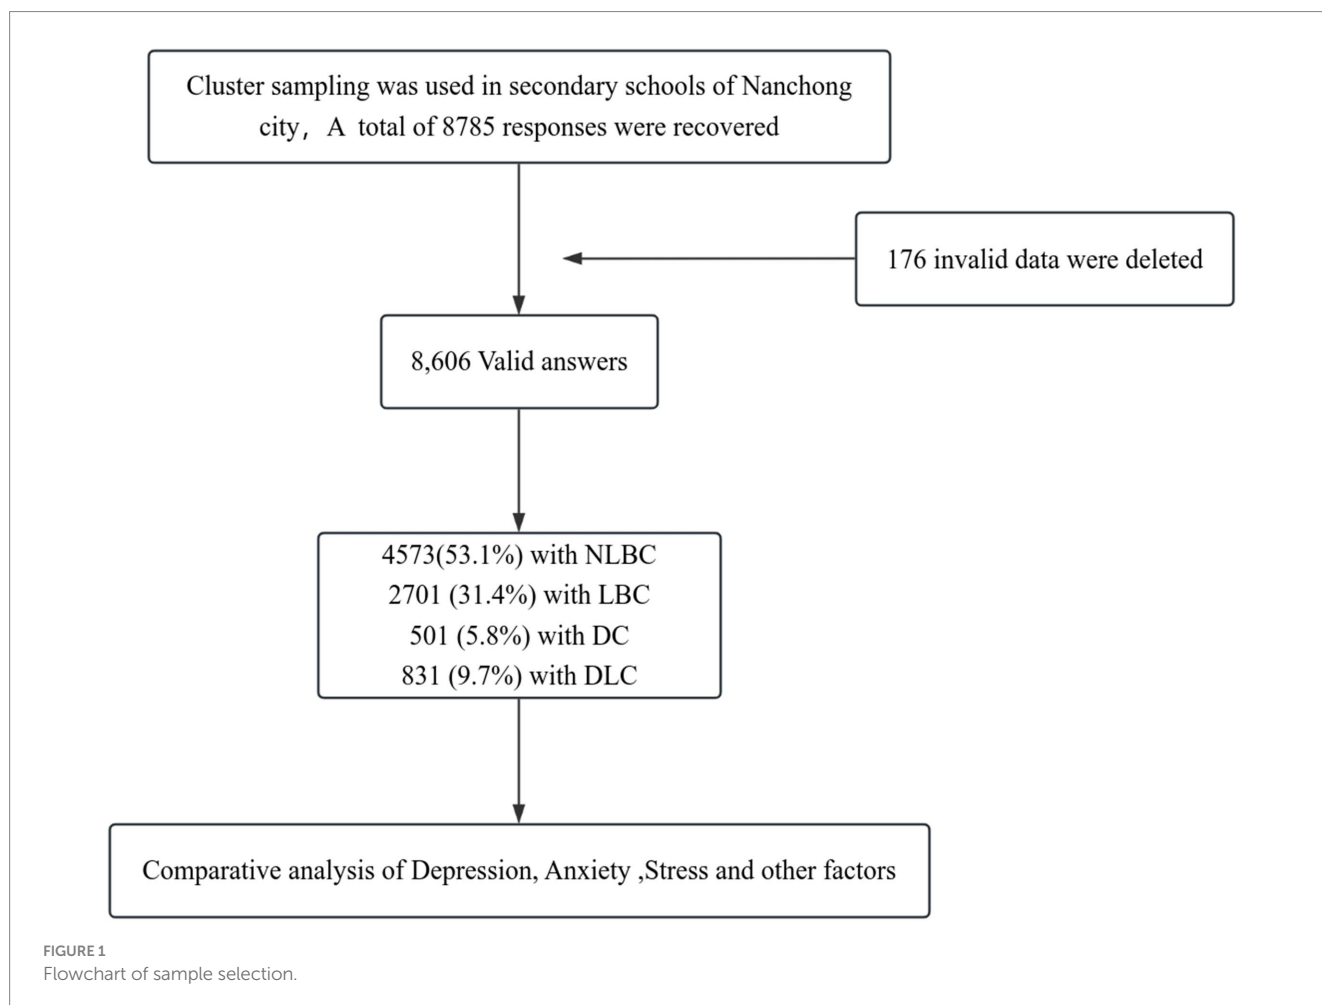 Cluster sampling was used in secondary schools of Nanchong
city，A total of 8785 responses were recovered
176 invalid data were deleted
8,606 Valid answers
4573(53.1%) with NLBC
2701 (31.4%) with LBC
501 (5.8%) with DC
831 (9.7%) with DLC
Comparative analysis of Depression, Anxiety ,Stress and other factors
FIGURE 1
Flowchart of sample selection.